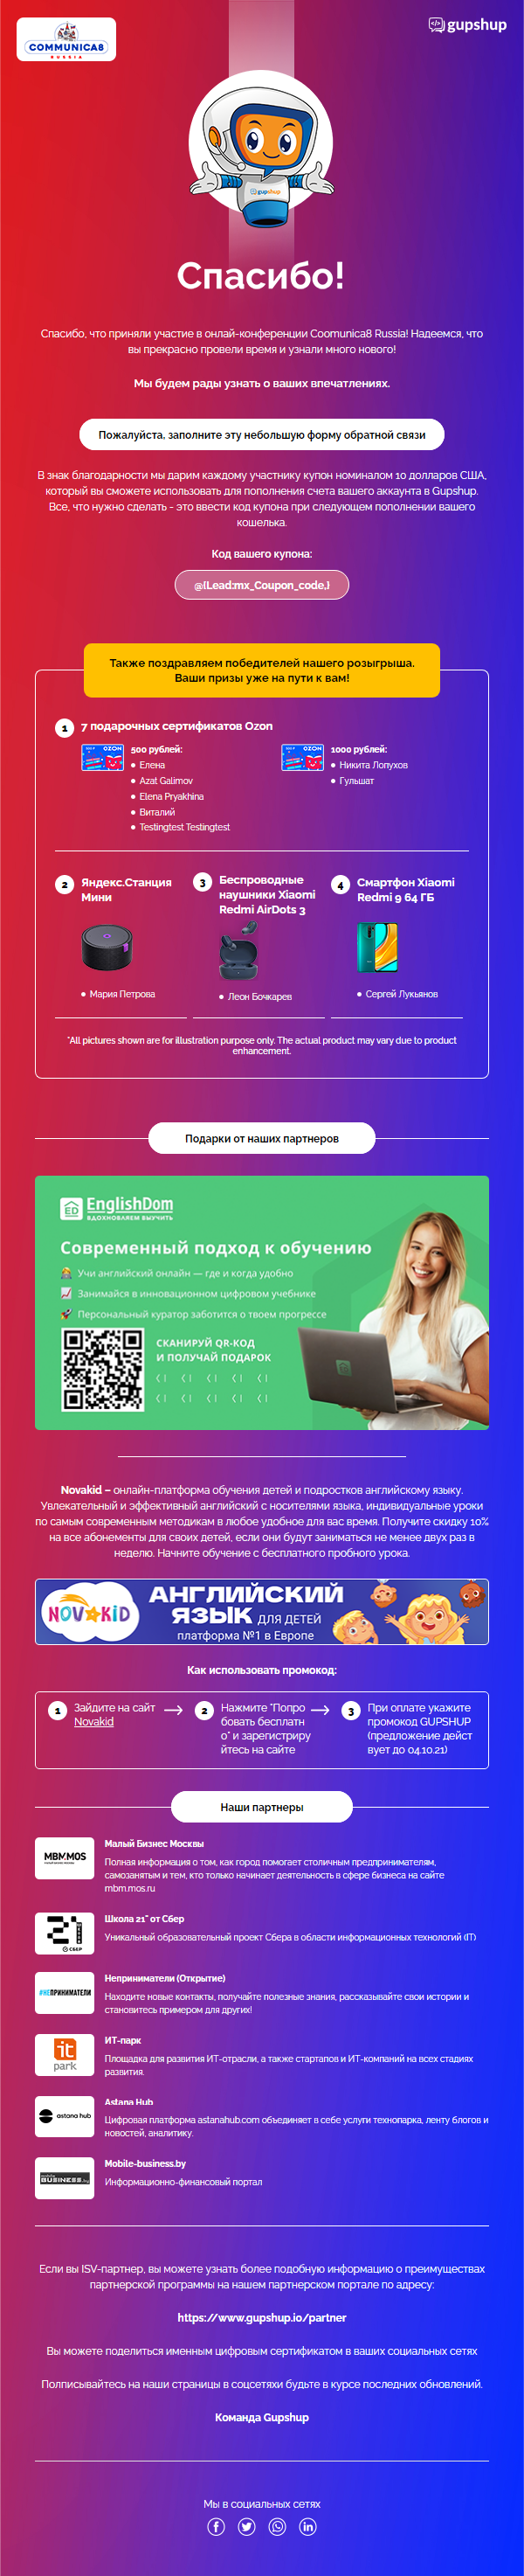 COMMUNICA8
RUSSIA
gupshup
gupshup
Спасибо!
Спасибо, что приняли участие в онлай-конференции Coomunica8 Russia! Надеемся, что
вы прекрасно провели время и узнали много нового!
Мы будем рады узнать о ваших впечатлениях.
Пожалуйста, заполните эту небольшую форму обратной связи
В знак благодарности мы дарим каждому участнику купон номиналом 10 долларов США,
который вы сможете использовать для пополнения счета вашего аккаунта в Gupshup.
Все, что нужно сделать - это ввести код купона при следующем пополнении вашего
кошелька.
Код вашего купона:
@{Lead:mx_Coupon_code,}
Также поздравляем победителей нашего розыгрыша.
Ваши призы уже на пути к вам!
1 7 подарочных сертификатов Ozon
OZON
500 рублей:
Елена
Azat Galimov
Elena Pryakhina
Виталий
Testingtest Testingtest
OZON
1000 рублей:
Никита Лопухов
Гульшат
2 Яндекс.Станция
Мини
Мария Петрова
3 Беспроводные
наушники Xiaomi
Redmi AirDots 3
Леон Бочкарев
4 Смартфон Xiaomi
Redmi 9 64 ГБ
Сергей Лукьянов
*All pictures shown are for illustration purpose only. The actual product may vary due to product
enhancement.
Подарки от наших партнеров
ED EnglishDom
ВДОХНОВЛЯЕМ ВЫУЧИТЬ
Современный подход к обучению
Учи английский онлайн — где и когда удобно
Занимайся в инновационном цифровом учебнике
Персональный куратор заботится о твоем прогрессе
СКАНИРУЙ QR-КОД
И ПОЛУЧАЙ ПОДАРОК
ED
Novakid – онлайн-платформа обучения детей и подростков английскому языку.
Увлекательный и эффективный английский с носителями языка, индивидуальные уроки
по самым современным методикам в любое удобное для вас время. Получите скидку 10%
на все абонементы для своих детей, если они будут заниматься не менее двух раз в
неделю. Начните обучение с бесплатного пробного урока.
NOVAKID
АНГЛИЙСКИЙ
ЯЗЫК ДЛЯ ДЕТЕЙ
платформа №1 в Европе
Как использовать промокод:
1 Зайдите на сайт
Novakid
2 Нажмите "Попро
бовать бесплатн
о" и зарегистриру
йтесь на сайте
3 При оплате укажите
промокод GUPSHUP
(предложение дейст
вует до 04.10.21)
Наши партнеры
МВМ.MOS
Малый Бизнес Москвы
Полная информация о том, как город помогает столичным предпринимателям,
самозанятым и тем, кто только начинает деятельность в сфере бизнеса на сайте
mbm.mos.ru
21
СБЕР
Школа 21" от Сбер
Уникальный образовательный проект Сбера в области информационных технологий (IT)
#НЕПРИНИМАТЕЛИ
Неприниматели (Открытие)
Находите новые контакты, получайте полезные знания, рассказывайте свои истории и
становитесь примером для других!
it
park
ИТ-парк
Площадка для развития ИТ-отрасли, а также стартапов и ИТ-компаний на всех стадиях
развития.
astana hub
Astana Hub
Цифровая платформа astanahub.com объединяет в себе услуги технопарка, ленту блогов и
новостей, аналитику.
BUSINESS
Mobile-business.by
Информационно-финансовый портал
Если вы ISV-партнер, вы можете узнать более подобную информацию о преимуществах
партнерской программы на нашем партнерском портале по адресу:
https://www.gupshup.io/partner
Вы можете поделиться именным цифровым сертификатом в ваших социальных сетях
Полписывайтесь на наши страницы в соцсетяхи будьте в курсе последних обновлений.
Команда Gupshup
Мы в социальных сетях